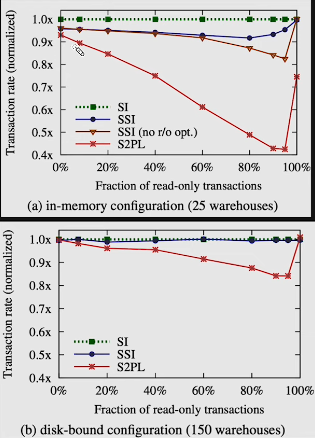 Transaction rate (normalized)
1.0x
0.9x
0.8x
0.7x
0.6x
0.5x
0.4x
SI
SSI
SSI (no r/o opt.)
S2PL
0% 20% 40% 60% 80% 100%
Fraction of read-only transactions
(a) in-memory configuration (25 warehouses)
Transaction rate (normalized)
1.0x
0.9x
0.8x
0.7x
0.6x
0.5x
0.4x
SI
SSI
S2PL
0% 20% 40% 60% 80% 100%
Fraction of read-only transactions
(b) disk-bound configuration (150 warehouses)